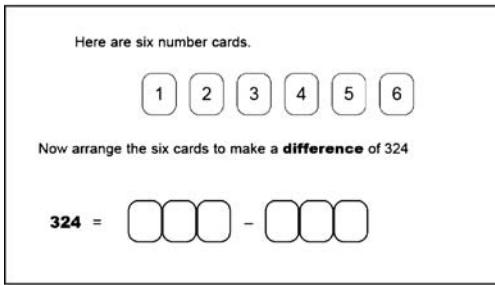 Here are six number cards.
1 2 3 4 5 6
Now arrange the six cards to make a difference of 324
324 = -